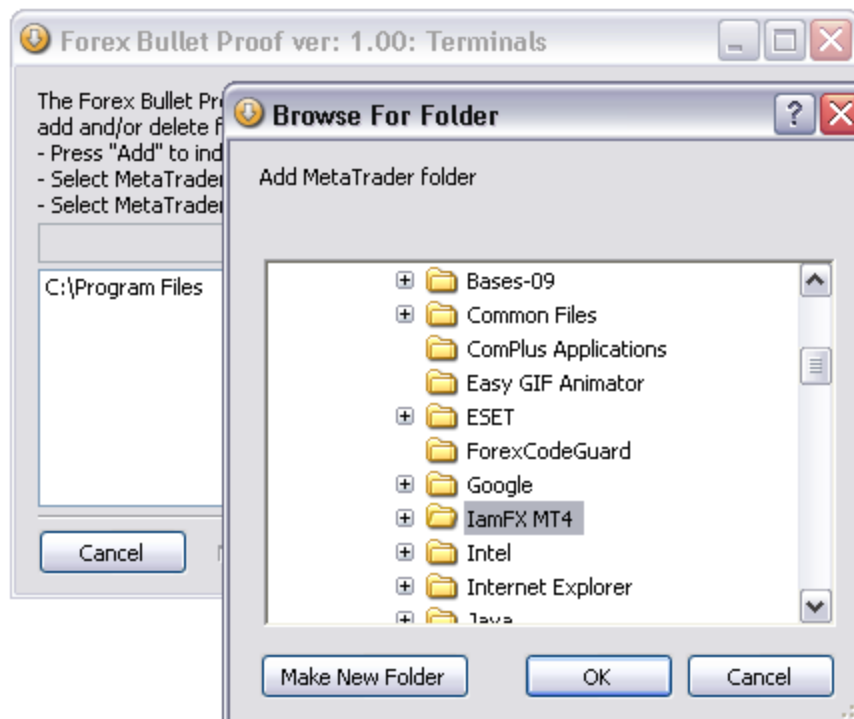 Forex Bullet Proof ver: 1.00: Terminals
The Forex Bullet Pr
add and/or delete f
- Press "Add" to ind
- Select MetaTrader
- Select MetaTrader
C:\Program Files
Cancel
Browse For Folder
Add MetaTrader folder
Bases-09
Common Files
ComPlus Applications
Easy GIF Animator
ESET
ForexCodeGuard
Google
IamFX MT4
Intel
Internet Explorer
Java
Make New Folder
OK
Cancel